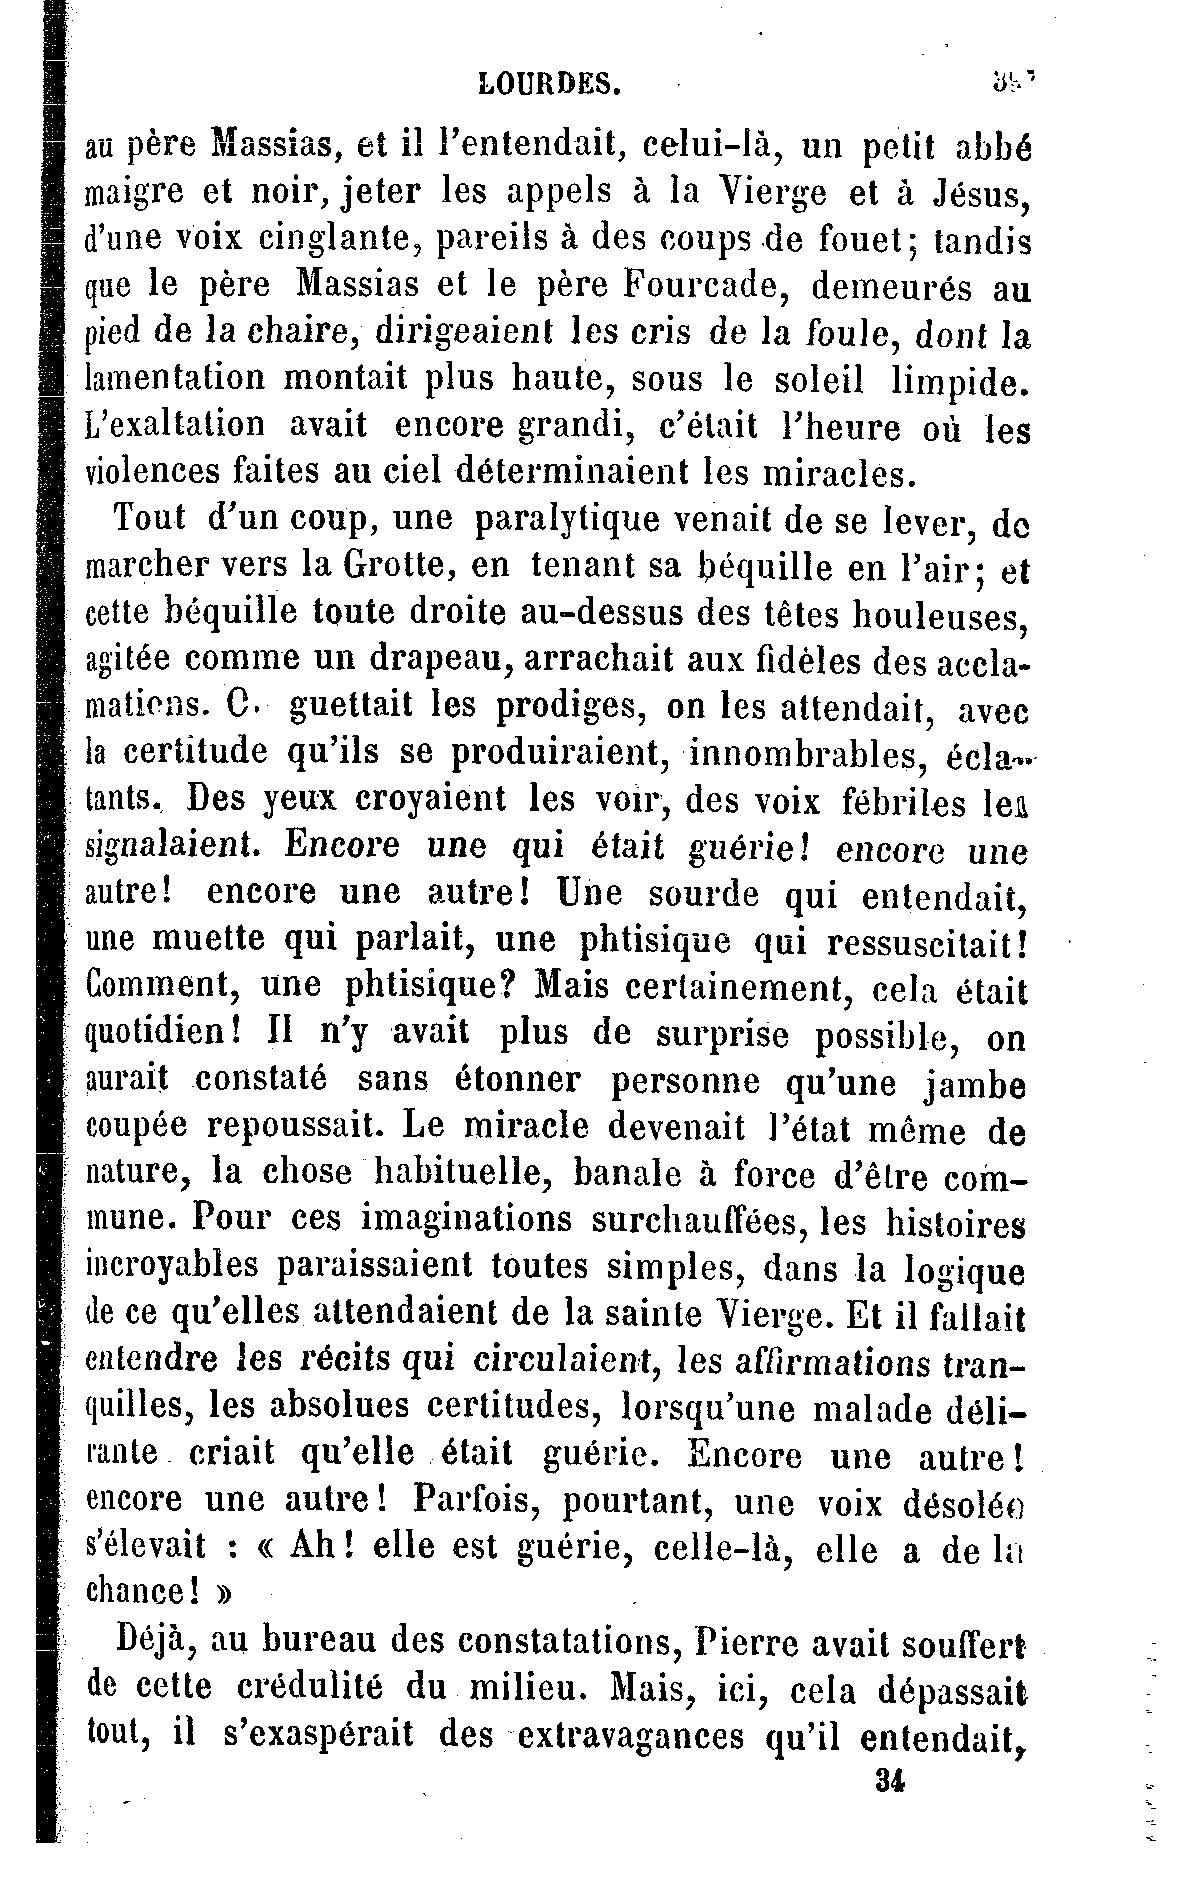 LOURDES.
au père Massias, et il l'entendait, celui-là, un petit abbé
maigre et noir, jeter les appels à la Vierge et à Jésus,
d'une voix cinglante, pareils à des coups de fouet; tandis
que le père Massias et le père Fourcade, demeurés au
pied de la chaire, dirigeaient les cris de la foule, dont la
lamentation montait plus haute, sous le soleil limpide.
L'exaltation avait encore grandi, c'était l'heure où les
violences faites au ciel déterminaient les miracles.
Tout d'un coup, une paralytique venait de se lever, de
marcher vers la Grotte, en tenant sa béquille en l'air; et
cette béquille toute droite au-dessus des têtes houleuses,
agitée comme un drapeau, arrachait aux fidèles des accla-
mations. guettait les prodiges, on les attendait, avec
la certitude qu'ils se produiraient, innombrables, écla-
tants. Des yeux croyaient les voir, des voix fébriles les
signalaient. Encore une qui était guérie! encore une
autre! encore une autre! Une sourde qui entendait,
une muette qui parlait, une phtisique qui ressuscitait!
Comment, une phtisique? Mais certainement, cela était
quotidien! Il n'y avait plus de surprise possible, on
aurait constaté sans étonner personne qu'une jambe
coupée repoussait. Le miracle devenait l'état même de
nature, la chose habituelle, banale à force d'être com-
mune. Pour ces imaginations surchauffées, les histoires
incroyables paraissaient toutes simples, dans la logique
de ce qu'elles attendaient de la sainte Vierge. Et il fallait
entendre les récits qui circulaient, les affirmations tran-
quilles, les absolues certitudes, lorsqu'une malade déli-
rante criait qu'elle était guérie. Encore une autre!
encore une autre! Parfois, pourtant, une voix désolée
s'élevait : « Ah! elle est guérie, celle-là, elle a de la
chance! »
Déjà, au bureau des constatations, Pierre avait souffert
de cette crédulité du milieu. Mais, ici, cela dépassait
tout, il s'exaspérait des extravagances qu'il entendait,
34